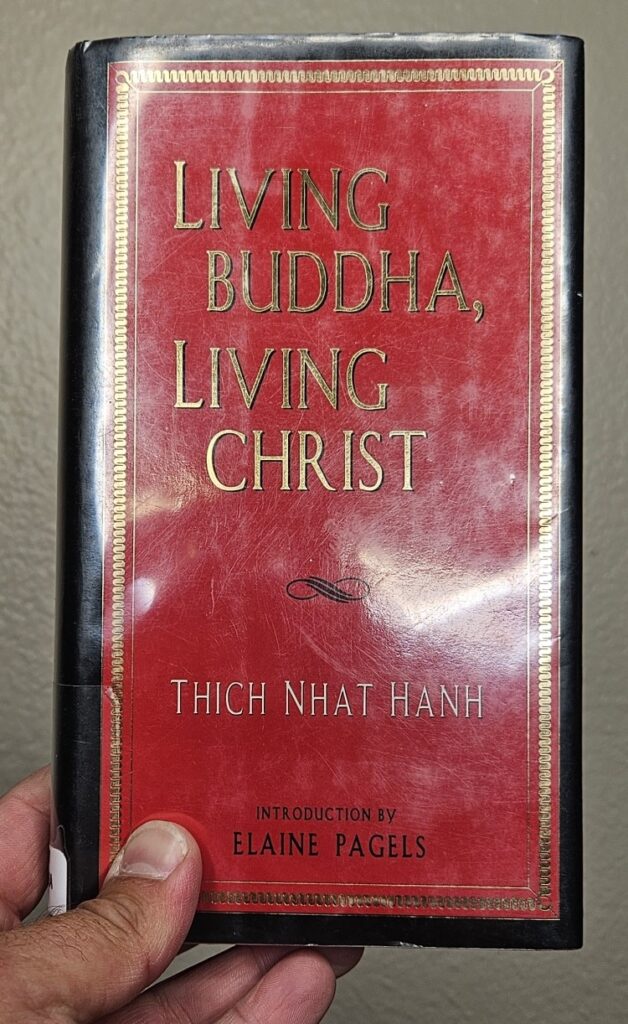 LIVING
BUDDHA,
LIVING
CHRIST
THICH NHAT HANH
INTRODUCTION BY
ELAINE PAGELS